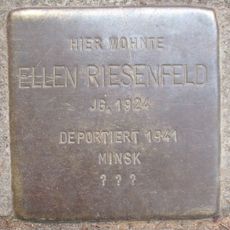 HIER WOHNTE
ELLEN RIESENFELD
JG. 1924
DEPORTIERT 1941
MINSK
? ? ?